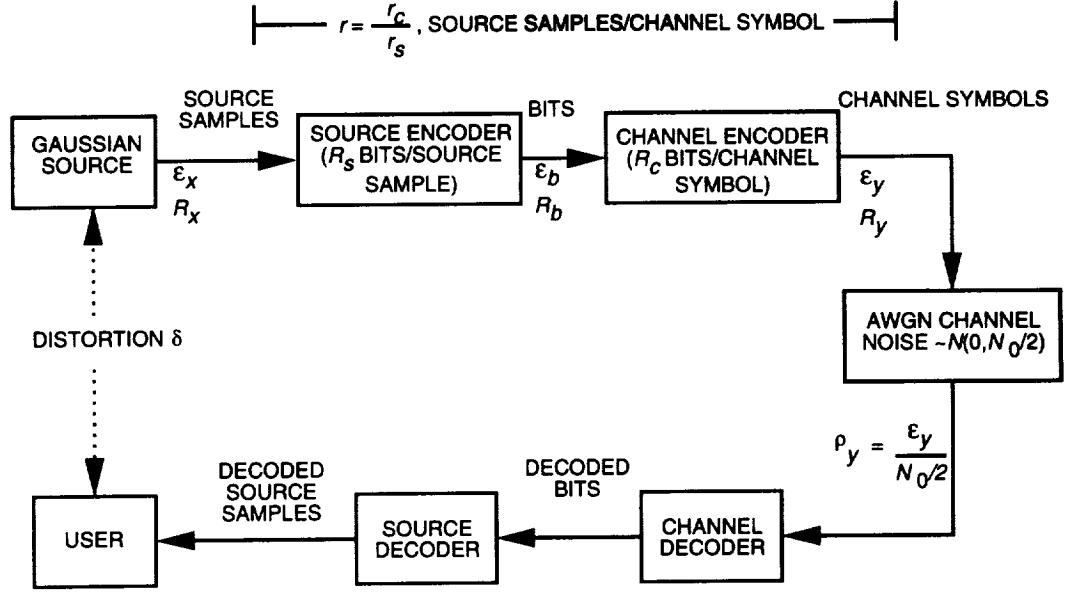 r = r_c / r_s , SOURCE SAMPLES/CHANNEL SYMBOL
GAUSSIAN
SOURCE
SOURCE
SAMPLES
ε_x
R_x
SOURCE ENCODER
(R_s BITS/SOURCE
SAMPLE)
BITS
ε_b
R_b
CHANNEL ENCODER
(R_c BITS/CHANNEL
SYMBOL)
CHANNEL SYMBOLS
ε_y
R_y
AWGN CHANNEL
NOISE ~N(0,N_0/2)
ρ_y = ε_y / N_0/2
CHANNEL
DECODER
DECODED
BITS
SOURCE
DECODER
DECODED
SOURCE
SAMPLES
USER
DISTORTION δ